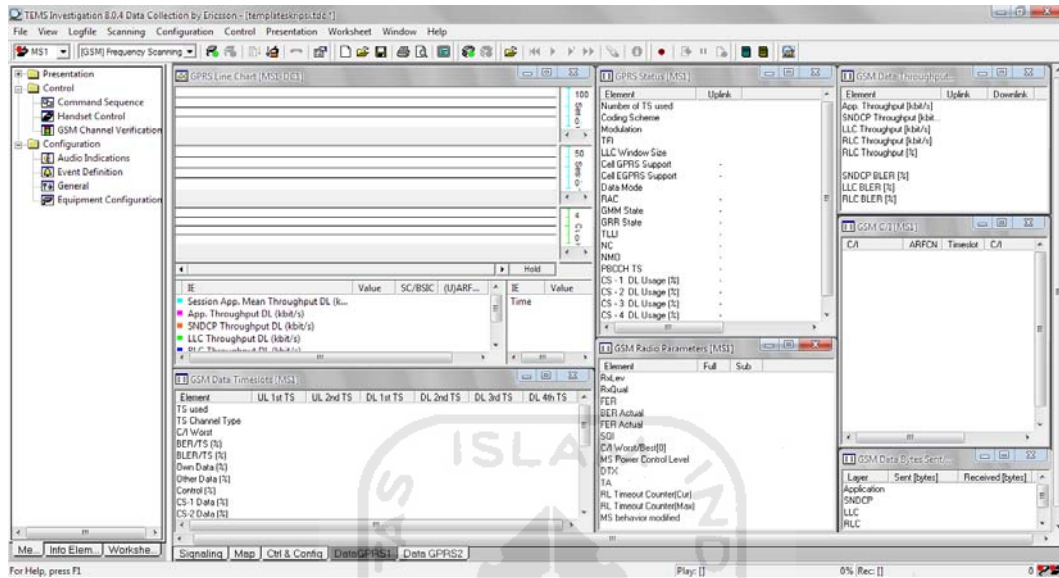 TEMS Investigation 8.0.4 Data Collection by Ericsson - [templateskripsi.tdc *]
File View Logfile Scanning Configuration Control Presentation Worksheet Window Help
MS1 [GSM] Frequency Scanning
Presentation
Control
Command Sequence
Handset Control
GSM Channel Verification
Configuration
Audio Indications
Event Definition
General
Equipment Configuration
Me... Info Elem... Workshe...
GPRS Line Chart [MS1-DC1]
100
50
4
Hold
IE Value SC/BSIC (U)ARF...
Session App. Mean Throughput DL (k...
App. Throughput DL (kbit/s)
SNDCP Throughput DL (kbit/s)
LLC Throughput DL (kbit/s)
RLC Throughput DL (kbit/s)
IE Value
Time
GSM Data Timeslots [MS1]
Element UL 1st TS UL 2nd TS DL 1st TS DL 2nd TS DL 3rd TS DL 4th TS
TS used
TS Channel Type
C/I Worst
BER/TS (%)
BLER/TS (%)
Own Data (%)
Other Data (%)
Control (%)
CS-1 Data (%)
CS-2 Data (%)
GPRS Status [MS1]
Element Uplink
Number of TS used
Coding Scheme
Modulation
TFI
LLC Window Size
Cell GPRS Support -
Cell EGPRS Support -
Data Mode
RAC -
GMM State -
GRR State -
TLLI -
NC -
NMO -
PBCCH TS -
CS - 1 DL Usage [%] -
CS - 2 DL Usage [%] -
CS - 3 DL Usage [%] -
CS - 4 DL Usage [%] -
GSM Radio Parameters [MS1]
Element Full Sub
RxLev
RxQual
FER
BER Actual
FER Actual
SQI
C/I Worst/Best[0]
MS Power Control Level
DTX
TA
RL Timeout Counter(Cur)
RL Timeout Counter(Max)
MS behavior modified
GSM Data Throughput...
Element Uplink Downlink
App. Throughput [kbit/s]
SNDCP Throughput [kbit...
LLC Throughput [kbit/s]
RLC Throughput [kbit/s]
RLC Throughput [%]
SNDCP BLER [%]
LLC BLER [%]
RLC BLER [%]
GSM C/I [MS1]
C/I ARFCN Timeslot C/I
GSM Data Bytes Sent/...
Layer Sent [bytes] Received [bytes]
Application
SNDCP
LLC
RLC
ISLA
Signaling Map Ctrl & Config DataGPRS1 Data GPRS2
For Help, press F1 Play: [] 0% Rec: [] 0